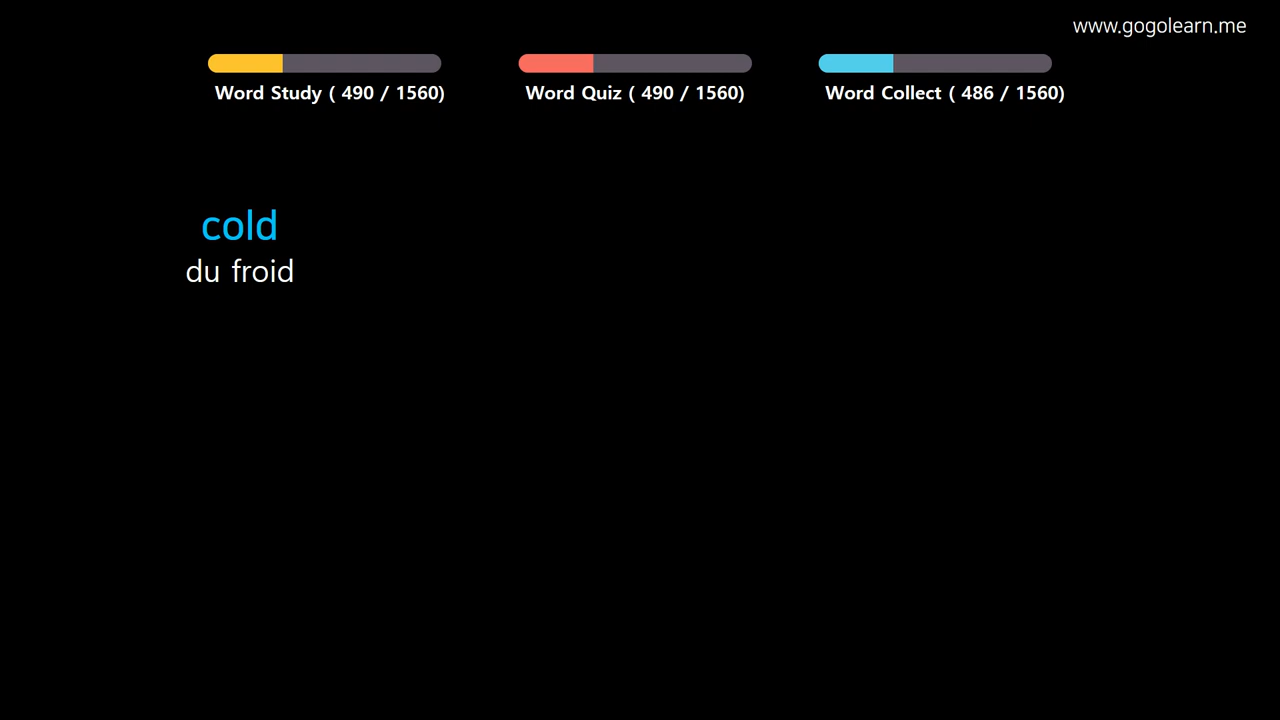 www.gogolearn.me
Word Study ( 490 / 1560)
Word Quiz ( 490 / 1560)
Word Collect ( 486 / 1560)
cold
du froid